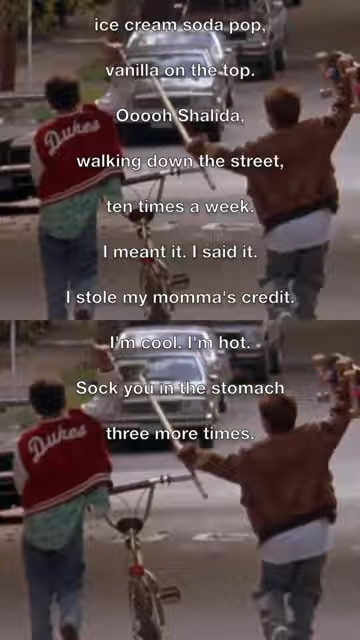 ice cream soda pop,
vanilla on the top.
Ooooh Shalida,
walking down the street,
ten times a week.
I meant it. I said it.
I stole my momma's credit.
I'm cool. I'm hot.
Sock you in the stomach
three more times.
Dukes
Dukes